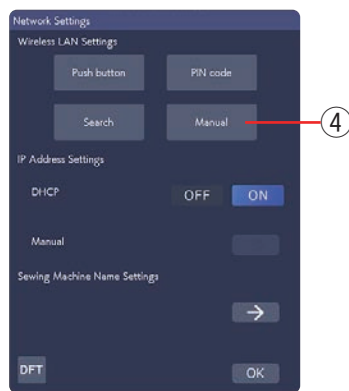 Network Settings
Wireless LAN Settings
Push button PIN code
Search Manual
4
IP Address Settings
DHCP OFF ON
Manual
Sewing Machine Name Settings
→
DFT OK